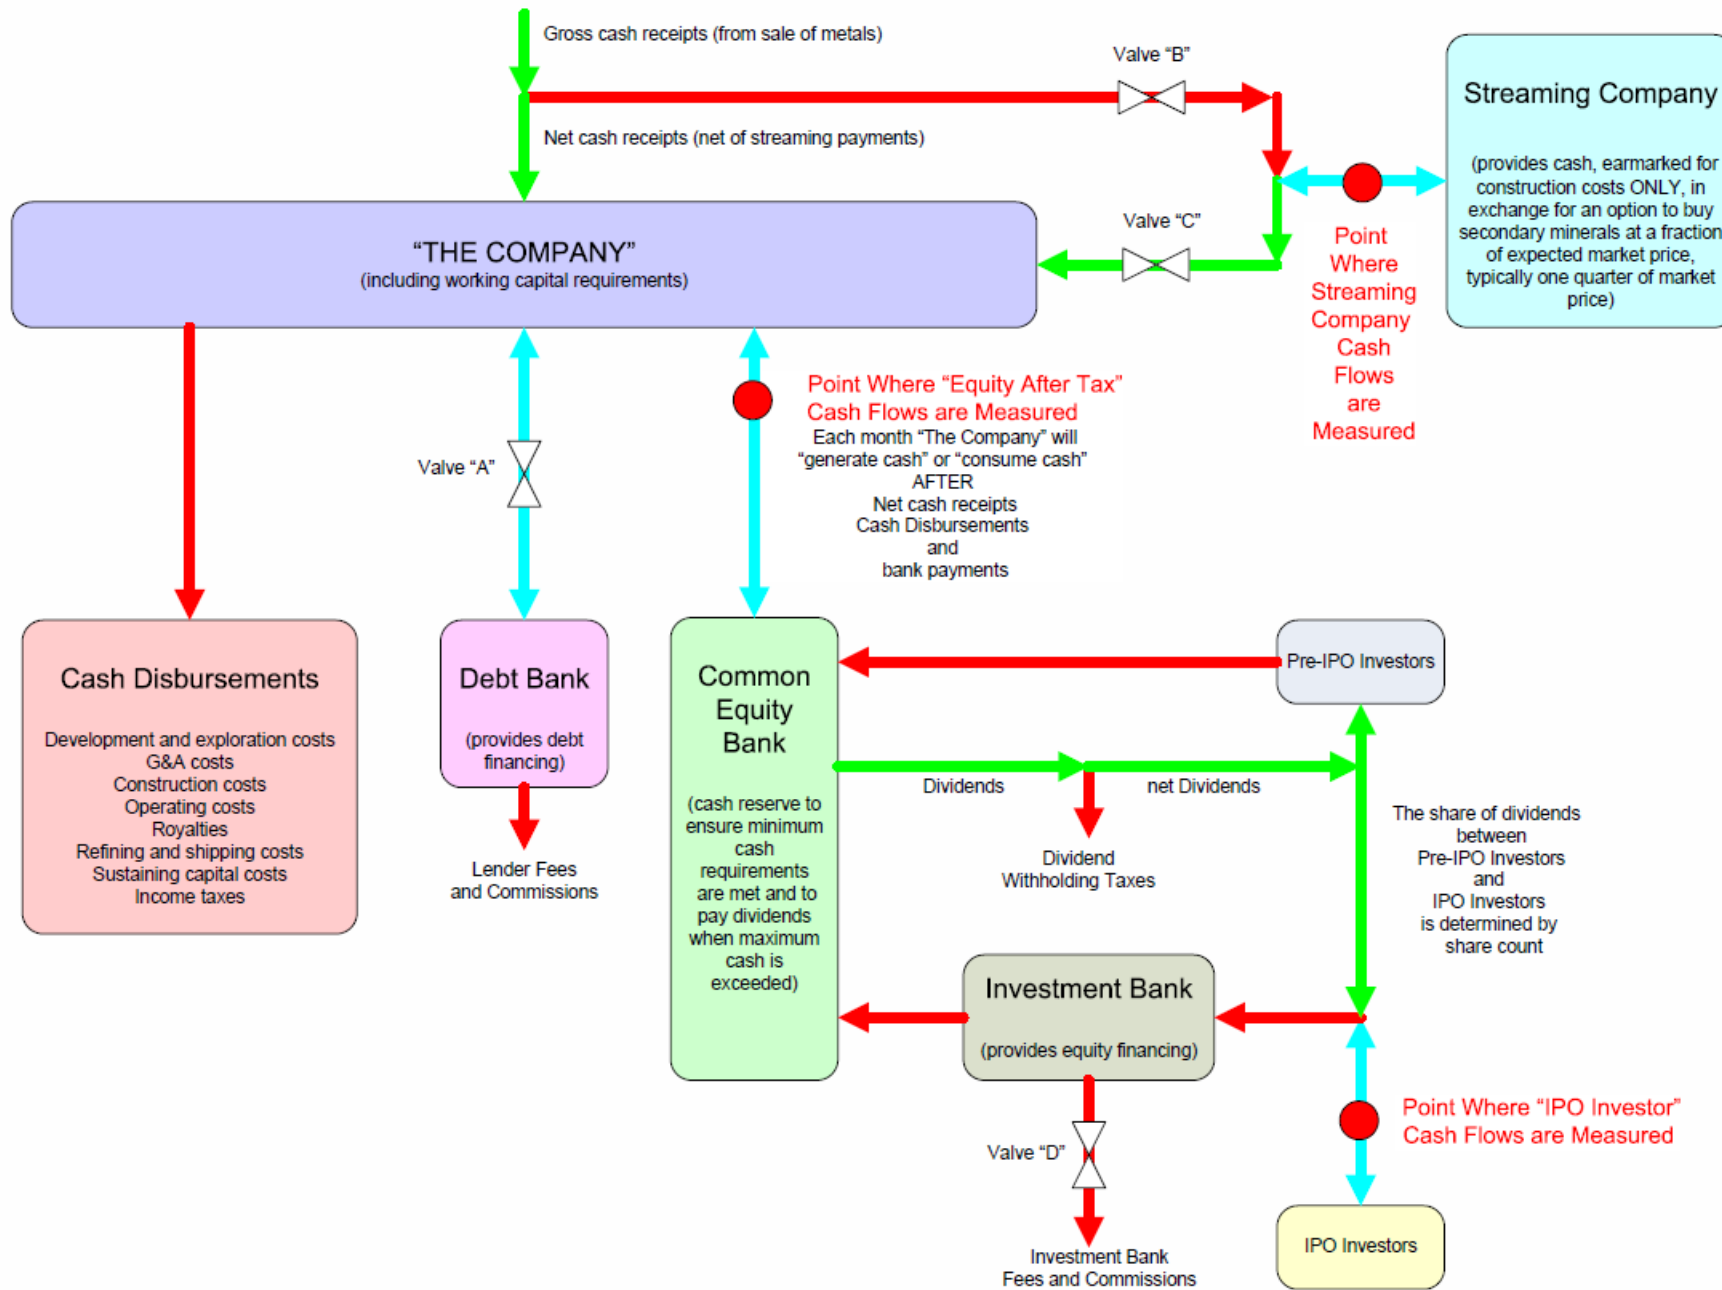 Gross cash receipts (from sale of metals)
Valve “B”
Net cash receipts (net of streaming payments)
Streaming Company
(provides cash, earmarked for
construction costs ONLY, in
exchange for an option to buy
secondary minerals at a fraction
of expected market price,
typically one quarter of market
price)
“THE COMPANY”
(including working capital requirements)
Valve “C”
Point
Where
Streaming
Company
Cash
Flows
are
Measured
Valve “A”
Point Where “Equity After Tax”
Cash Flows are Measured
Each month “The Company” will
“generate cash” or “consume cash”
AFTER
Net cash receipts
Cash Disbursements
and
bank payments
Cash Disbursements
Development and exploration costs
G&A costs
Construction costs
Operating costs
Royalties
Refining and shipping costs
Sustaining capital costs
Income taxes
Debt Bank
(provides debt
financing)
Lender Fees
and Commissions
Common
Equity
Bank
(cash reserve to
ensure minimum
cash
requirements
are met and to
pay dividends
when maximum
cash is
exceeded)
Pre-IPO Investors
Dividends
net Dividends
Dividend
Withholding Taxes
The share of dividends
between
Pre-IPO Investors
and
IPO Investors
is determined by
share count
Investment Bank
(provides equity financing)
Valve “D”
Investment Bank
Fees and Commissions
Point Where “IPO Investor”
Cash Flows are Measured
IPO Investors